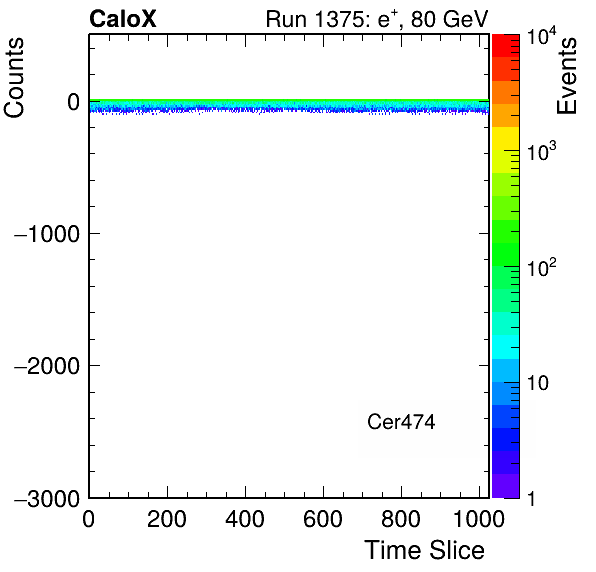 CaloX Run 1375: e⁺, 80 GeV
Counts
Events
0
−1000
−2000
−3000
0 200 400 600 800 1000
Time Slice
Cer474
10⁴
10³
10²
10
1